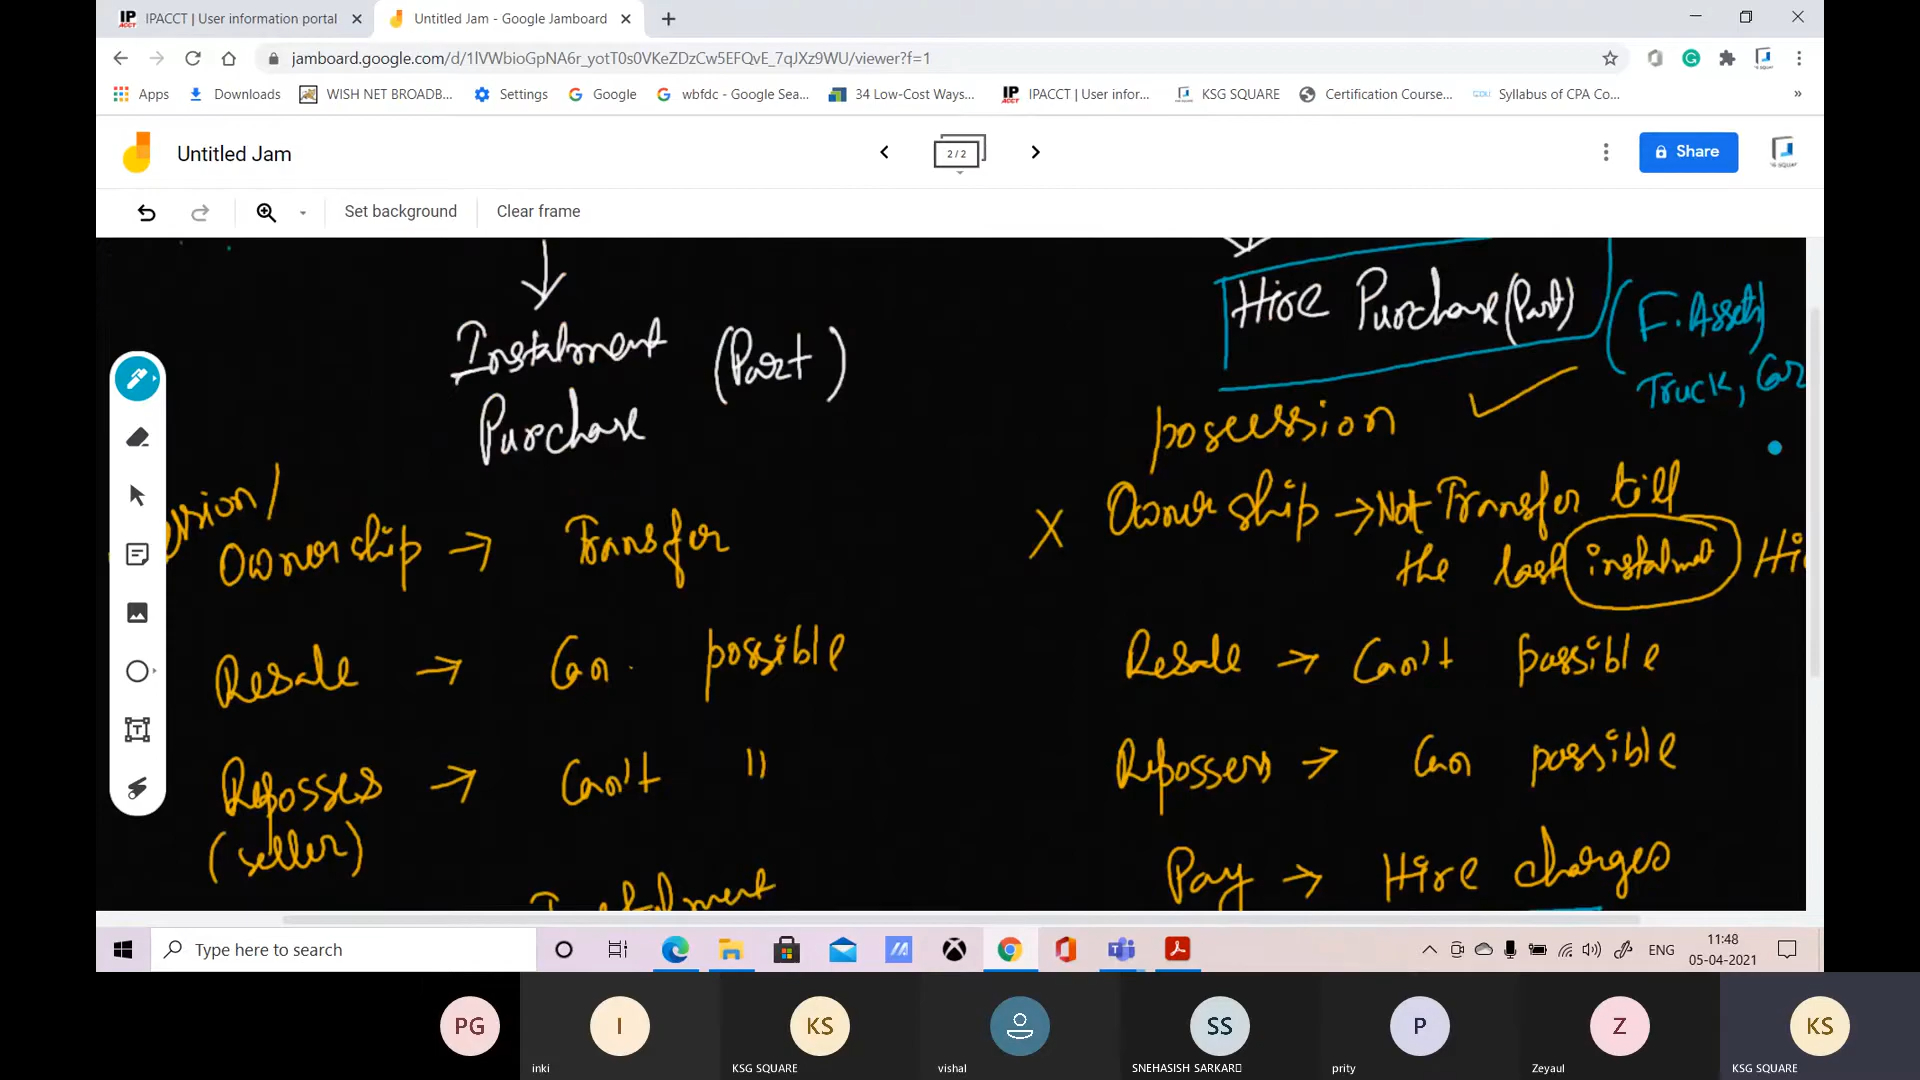 IPACCT | User information portal
Untitled Jam - Google Jamboard
jamboard.google.com/d/1lVWbioGpNA6r_yotT0s0VKeZDzCw5EFQvE_7qJXz9WU/viewer?f=1
Apps Downloads WISH NET BROADB... Settings Google wbfdc - Google Sea... 34 Low-Cost Ways... IPACCT | User infor... KSG SQUARE Certification Course... Syllabus of CPA Co... »
Untitled Jam
2 / 2
Share
Set background Clear frame
Instalment (Part)
Purchase
Ownership → Transfer
Resale → Can possible
Reposses → Can't "
(seller)
Instalment
Hire Purchase (Part)
(F. Asset)
Truck, Car
possession ✓
X Ownership → Not Transfer till
the last instalment
Resale → Can't possible
Repossess → Can possible
Pay → Hire charges
Type here to search
ENG
11:48
05-04-2021
PG I KS SS P Z KS
inki KSG SQUARE vishal SNEHASISH SARKAR prity Zeyaul KSG SQUARE